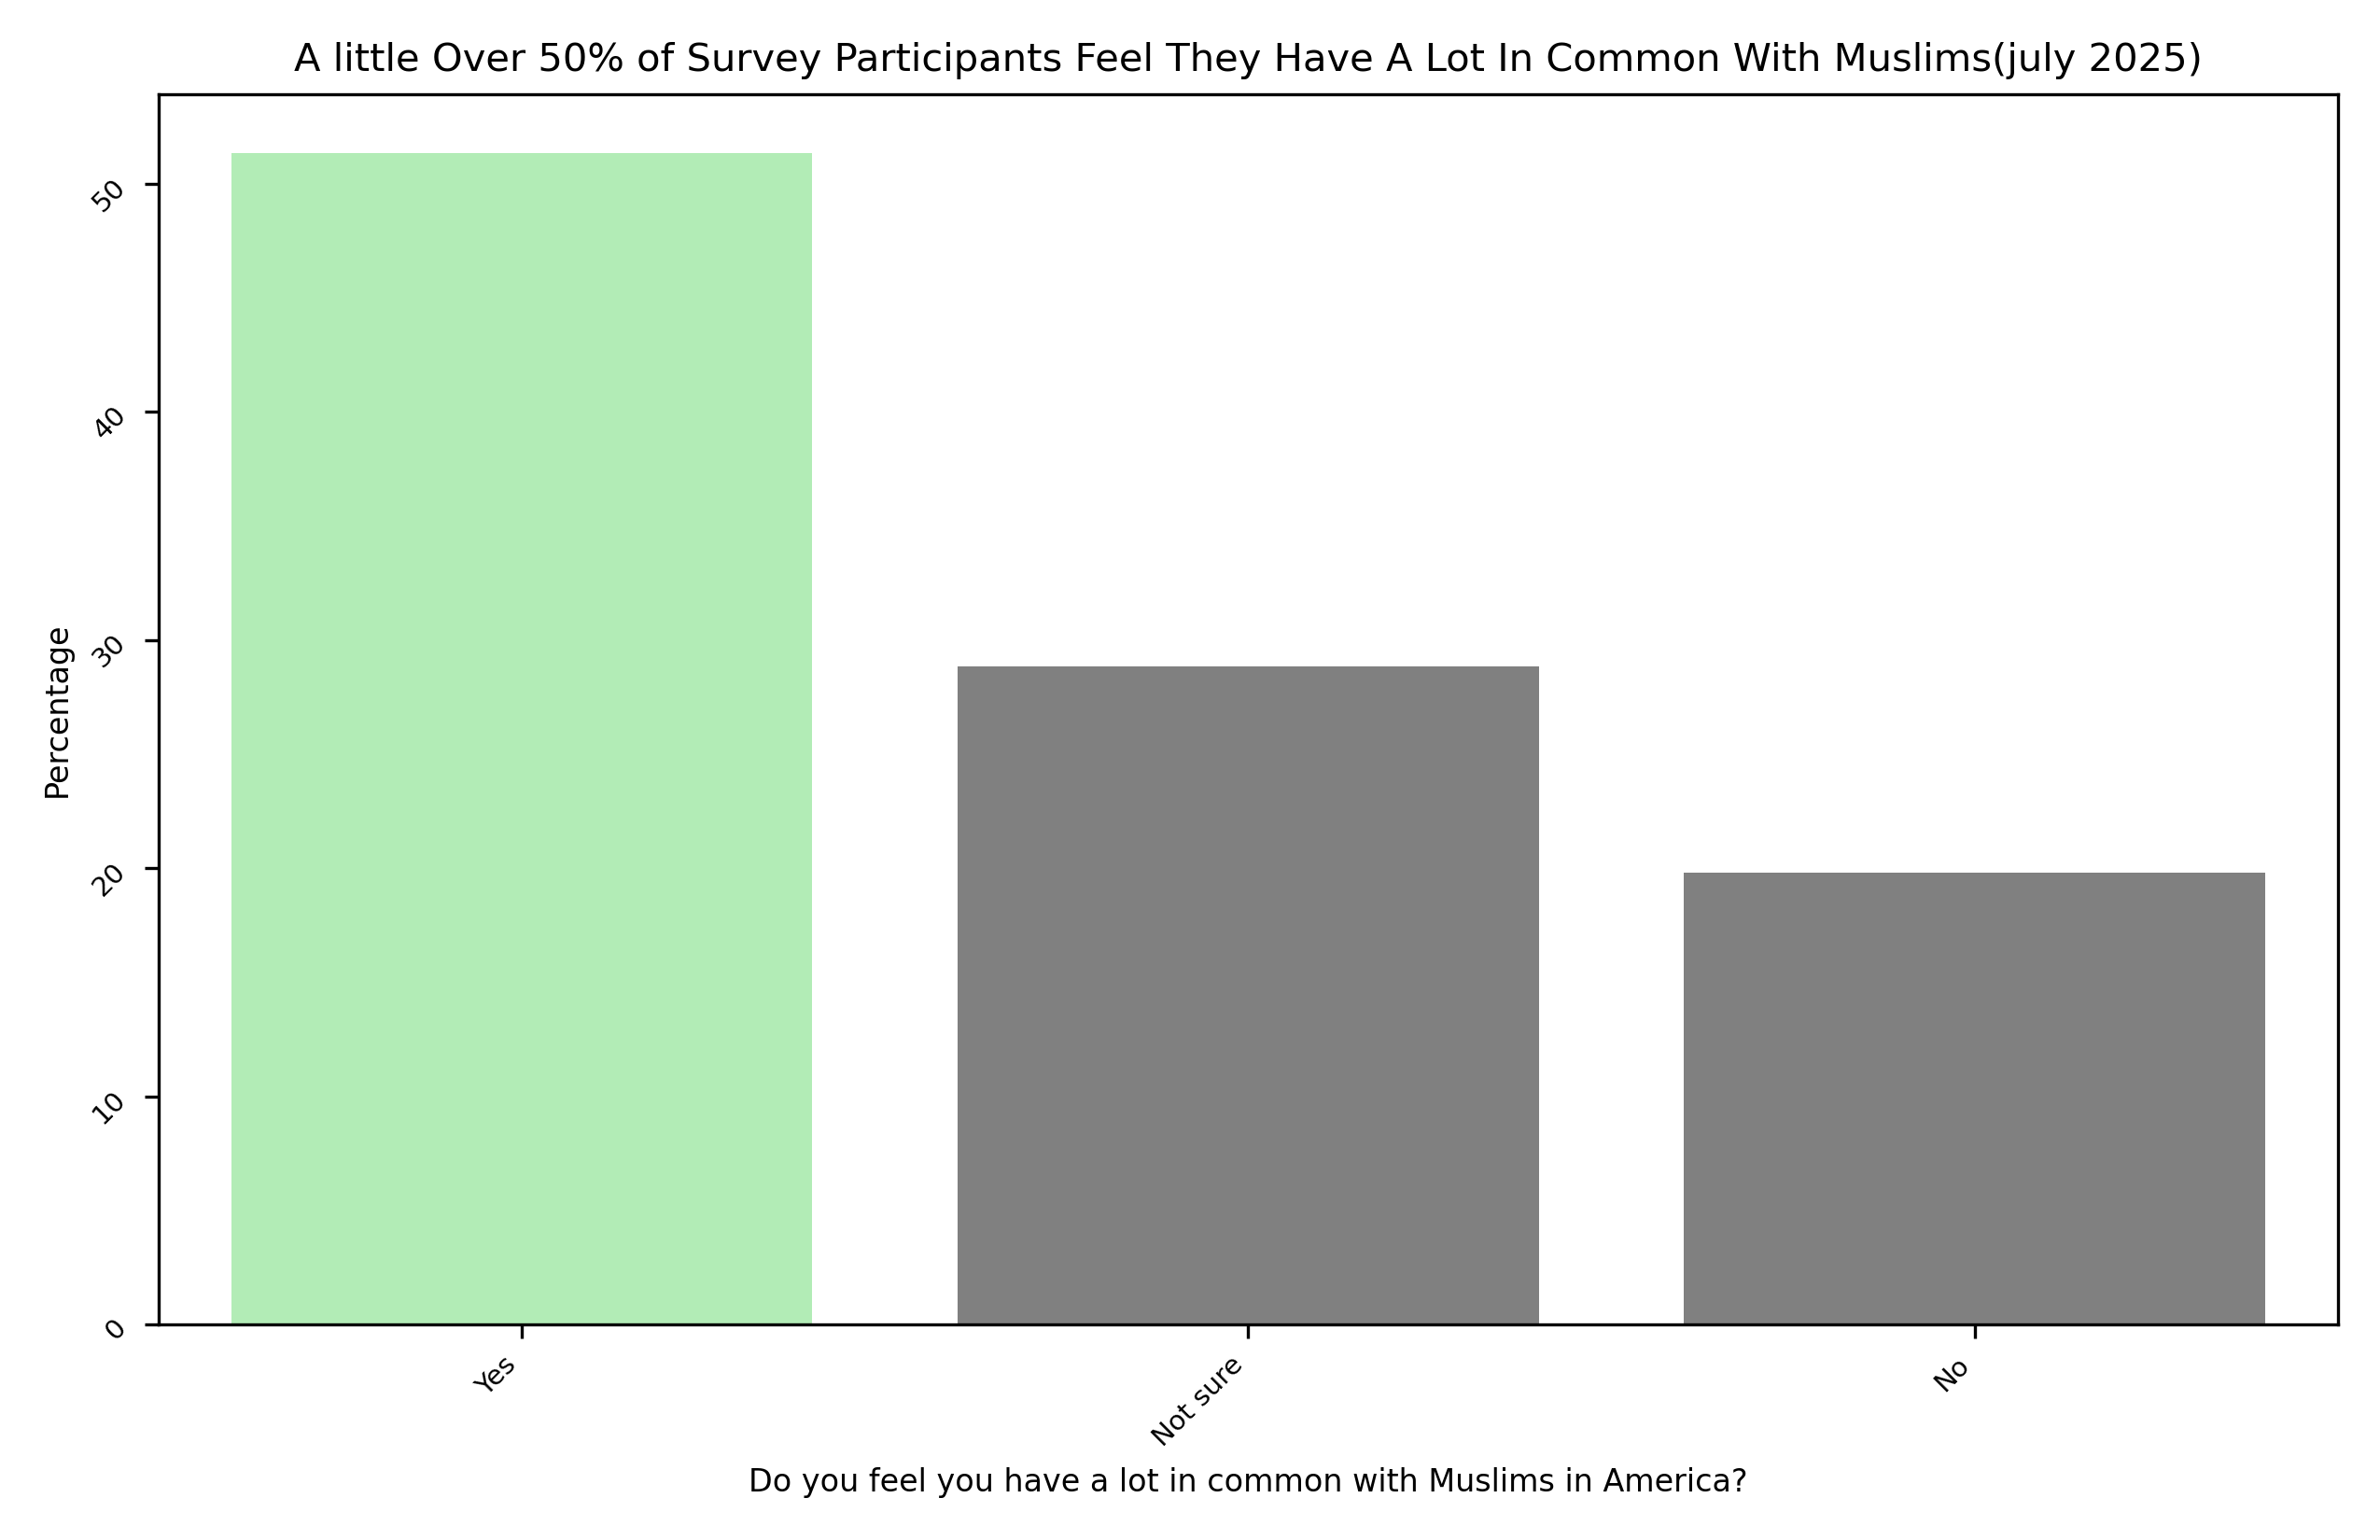 A little Over 50% of Survey Participants Feel They Have A Lot In Common With Muslims(july 2025)
50
40
30
20
10
0
Percentage
Yes
Not sure
No
Do you feel you have a lot in common with Muslims in America?